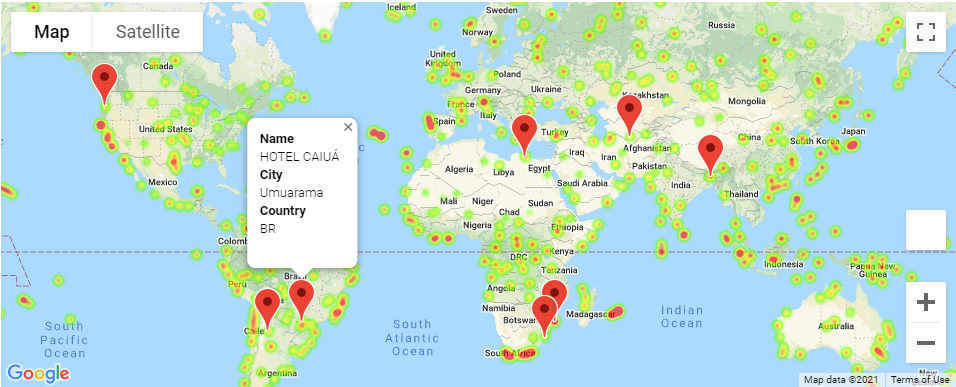 Map
Satellite
Iceland
Sweden
Norway
Russia
Canada
United
Kingdom
Poland
Germany
Ukraine
Kazakhstan
France
Italy
Mongolia
Spain
Turkey
United States
China
Japan
South Korea
Afghanistan
Iraq
Iran
Pakistan
Algeria
Libya
Egypt
Saudi Arabia
India
Thailand
Mexico
Mali
Niger
Sudan
Chad
Nigeria
Ethiopia
Name
HOTEL CAIUÁ
City
Umuarama
Country
BR
Kenya
DRC
Tanzania
Indonesia
Papua New
Guinea
Peru
Brazil
Angola
Namibia
Madagascar
Indian
Ocean
Chile
South
Pacific
Ocean
South
Atlantic
Ocean
South Africa
Australia
Argentina
Google
Map data ©2021
Terms of Use